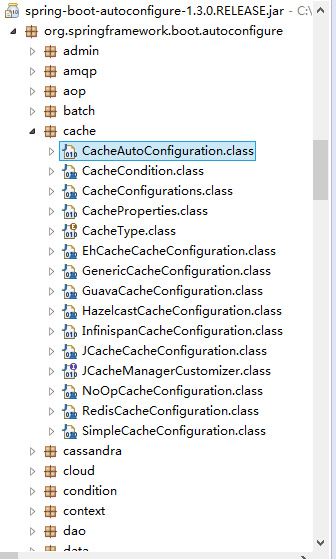 spring-boot-autoconfigure-1.3.0.RELEASE.jar - C:\
org.springframework.boot.autoconfigure
admin
amqp
aop
batch
cache
CacheAutoConfiguration.class
CacheCondition.class
CacheConfigurations.class
CacheProperties.class
CacheType.class
EhCacheCacheConfiguration.class
GenericCacheConfiguration.class
GuavaCacheConfiguration.class
HazelcastCacheConfiguration.class
InfinispanCacheConfiguration.class
JCacheCacheConfiguration.class
JCacheManagerCustomizer.class
NoOpCacheConfiguration.class
RedisCacheConfiguration.class
SimpleCacheConfiguration.class
cassandra
cloud
condition
context
dao
data